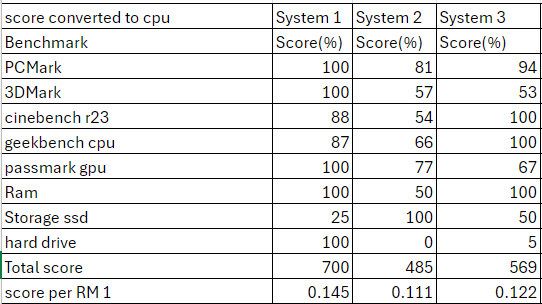 score converted to cpu System 1 System 2 System 3
Benchmark Score(%) Score(%) Score(%)
PCMark 100 81 94
3DMark 100 57 53
cinebench r23 88 54 100
geekbench cpu 87 66 100
passmark gpu 100 77 67
Ram 100 50 100
Storage ssd 25 100 50
hard drive 100 0 5
Total score 700 485 569
score per RM 1 0.145 0.111 0.122